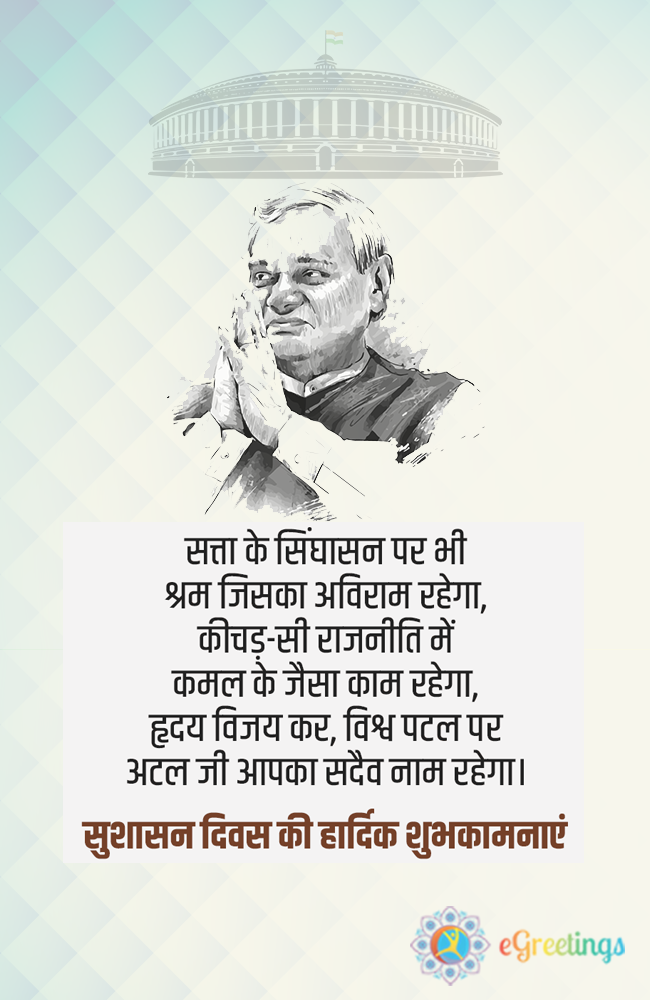 सत्ता के सिंघासन पर भी
श्रम जिसका अविराम रहेगा,
कीचड़-सी राजनीति में
कमल के जैसा काम रहेगा,
हृदय विजय कर, विश्व पटल पर
अटल जी आपका सदैव नाम रहेगा।
सुशासन दिवस की हार्दिक शुभकामनाएं
eGreetings